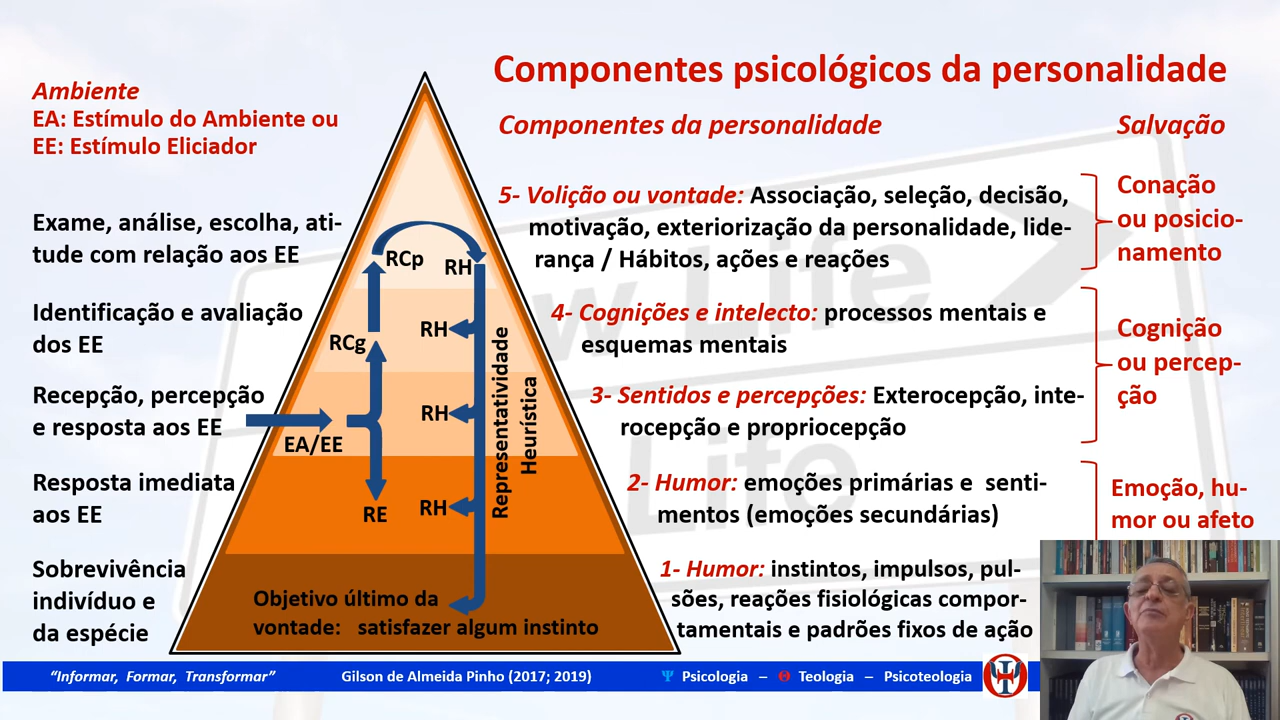 Componentes psicológicos da personalidade
Ambiente
EA: Estímulo do Ambiente ou
EE: Estímulo Eliciador
Componentes da personalidade
Salvação
Exame, análise, escolha, ati-
tude com relação aos EE
Identificação e avaliação
dos EE
Recepção, percepção
e resposta aos EE
Resposta imediata
aos EE
Sobrevivência
indivíduo e
da espécie
RCp
RH
RCg
RH
RH
EA/EE
RE
RH
Representatividade
Heurística
Objetivo último da
vontade: satisfazer algum instinto
5- Volição ou vontade: Associação, seleção, decisão,
motivação, exteriorização da personalidade, lide-
rança / Hábitos, ações e reações
4- Cognições e intelecto: processos mentais e
esquemas mentais
3- Sentidos e percepções: Exterocepção, inte-
rocepção e propriocepção
2- Humor: emoções primárias e senti-
mentos (emoções secundárias)
1- Humor: instintos, impulsos, pul-
sões, reações fisiológicas compor-
tamentais e padrões fixos de ação
Conação
ou posicio-
namento
Cognição
ou percep-
ção
Emoção, hu-
mor ou afeto
w Life
Life
“Informar, Formar, Transformar”
Gilson de Almeida Pinho (2017; 2019)
Ψ Psicologia – Θ Teologia – Psicoteologia